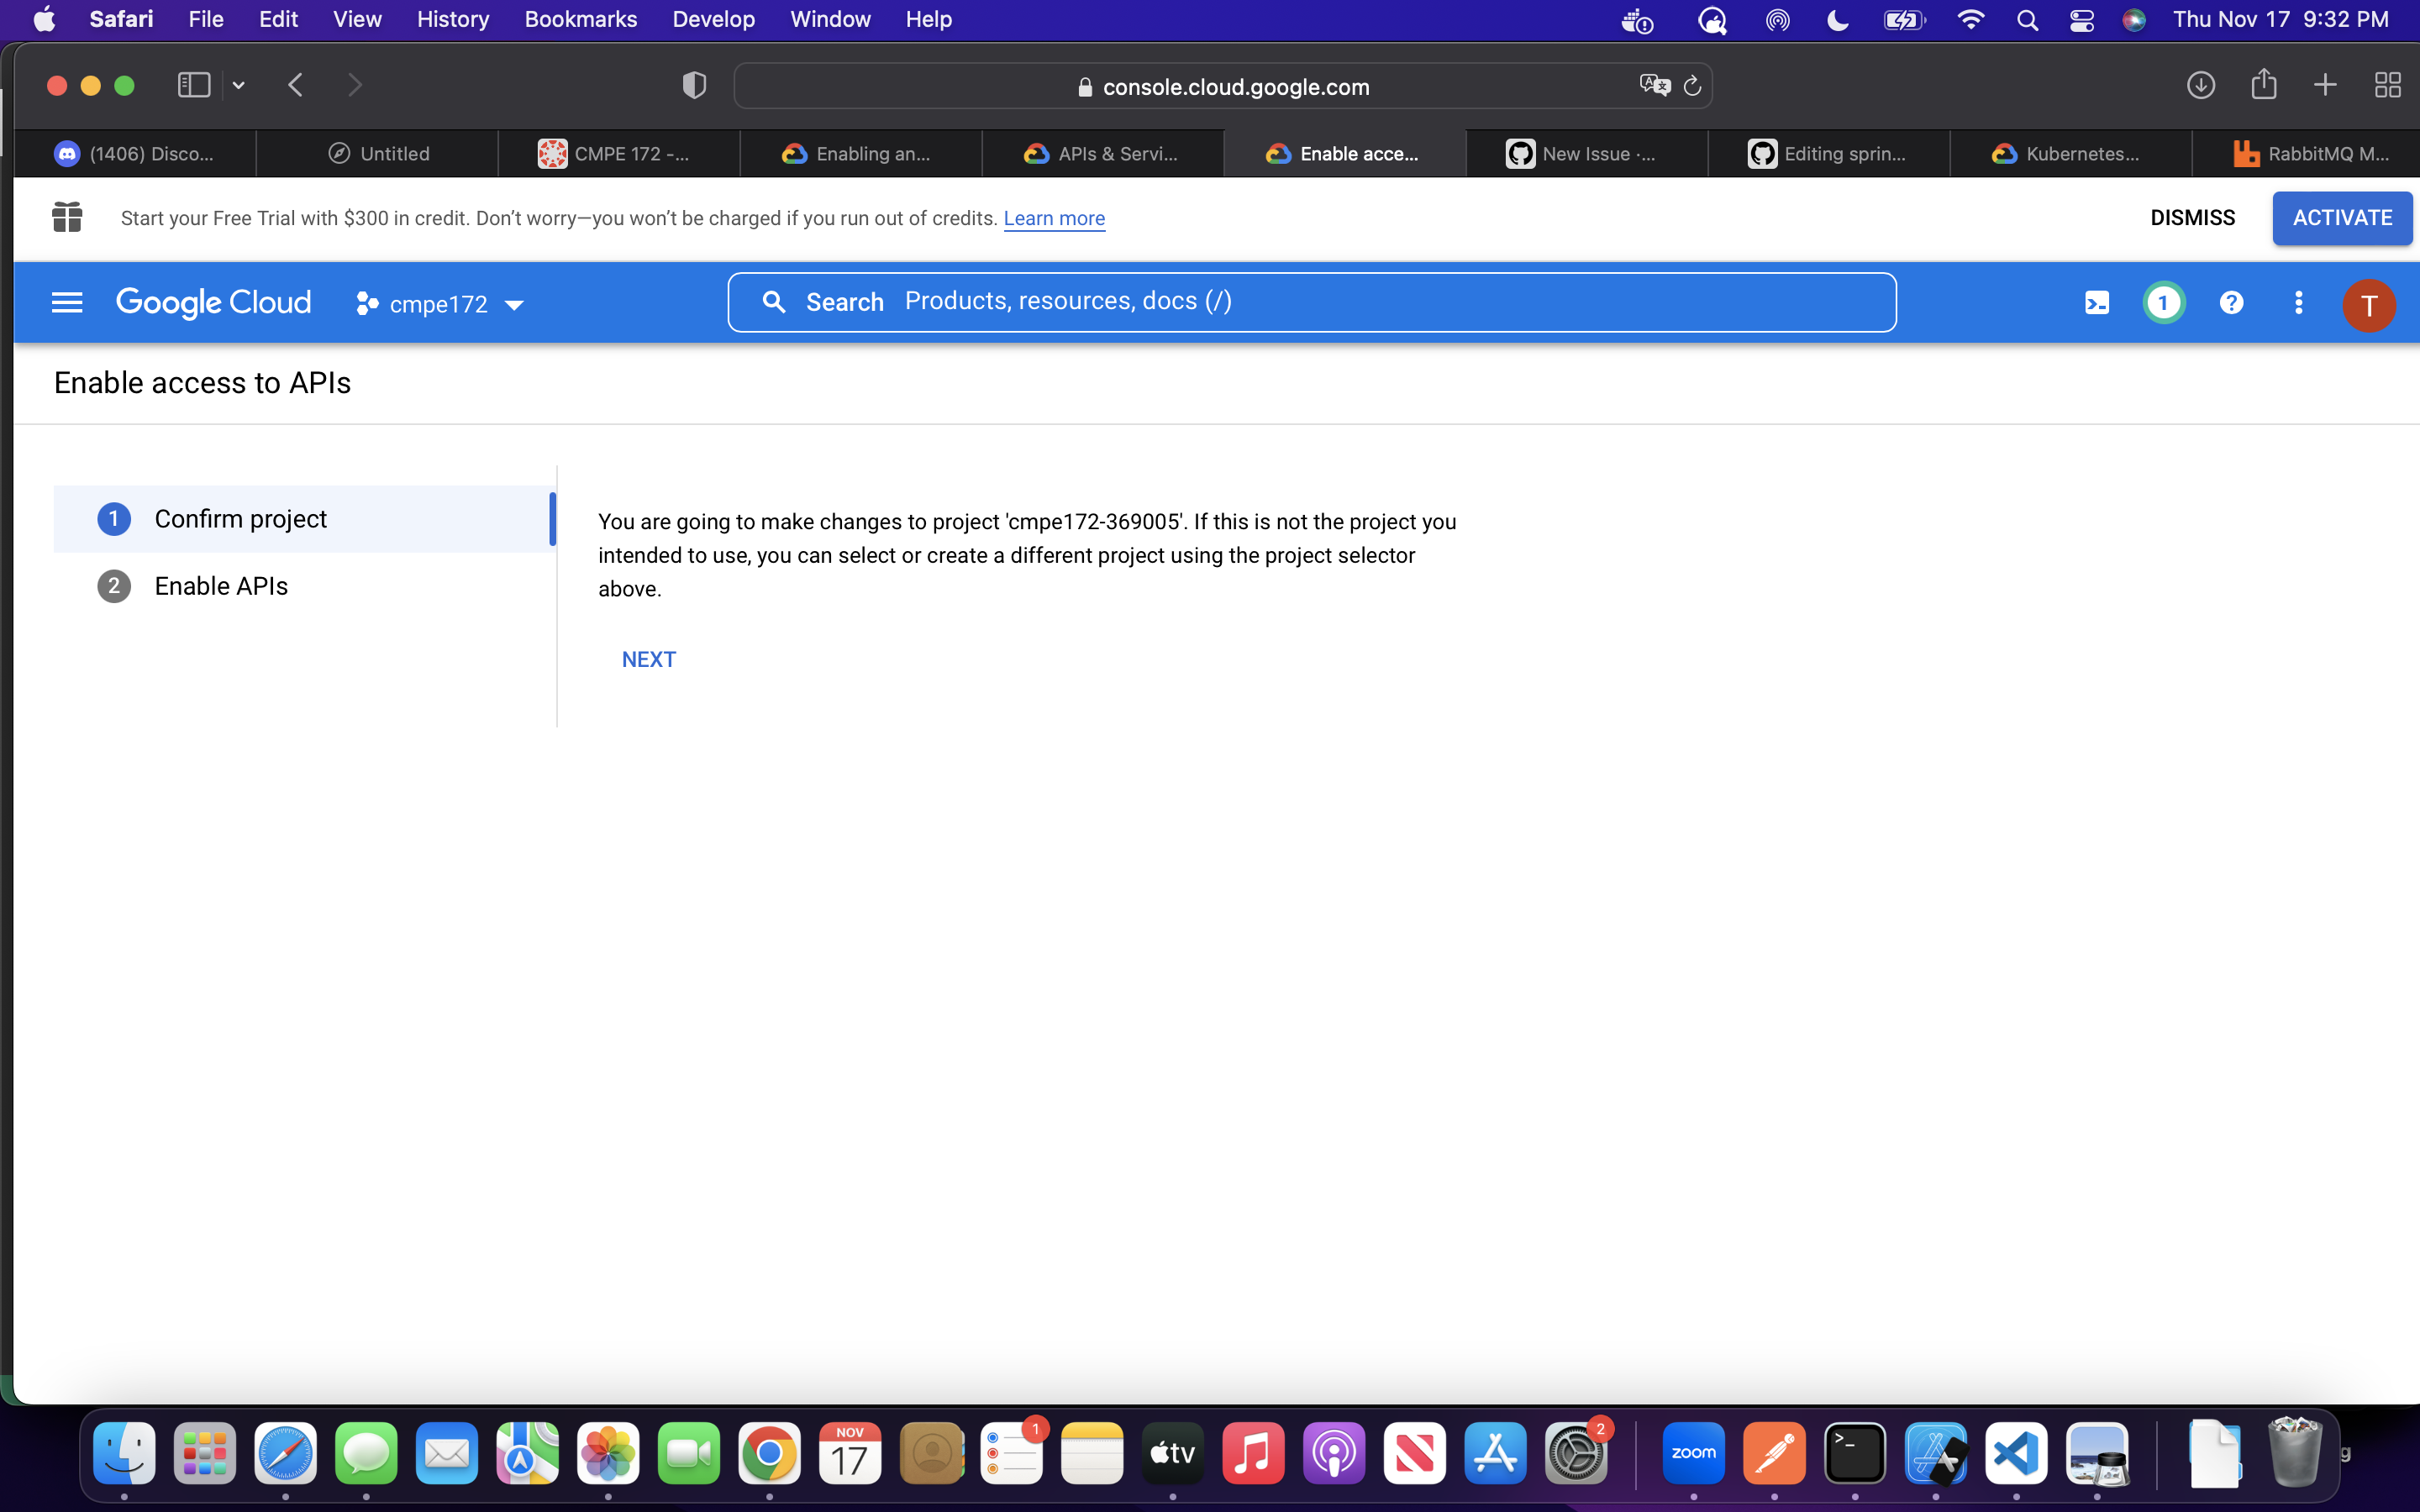 Safari File Edit View History Bookmarks Develop Window Help Thu Nov 17 9:32 PM
console.cloud.google.com
(1406) Disco... Untitled CMPE 172 -... Enabling an... APIs & Servi... Enable acce... New Issue ·... Editing sprin... Kubernetes... RabbitMQ M...
Start your Free Trial with $300 in credit. Don’t worry—you won’t be charged if you run out of credits. Learn more DISMISS ACTIVATE
Google Cloud cmpe172 Search Products, resources, docs (/) 1 ? T
Enable access to APIs
1 Confirm project
2 Enable APIs
You are going to make changes to project 'cmpe172-369005'. If this is not the project you
intended to use, you can select or create a different project using the project selector
above.
NEXT
NOV
17
1
tv
2
zoom
>_
g